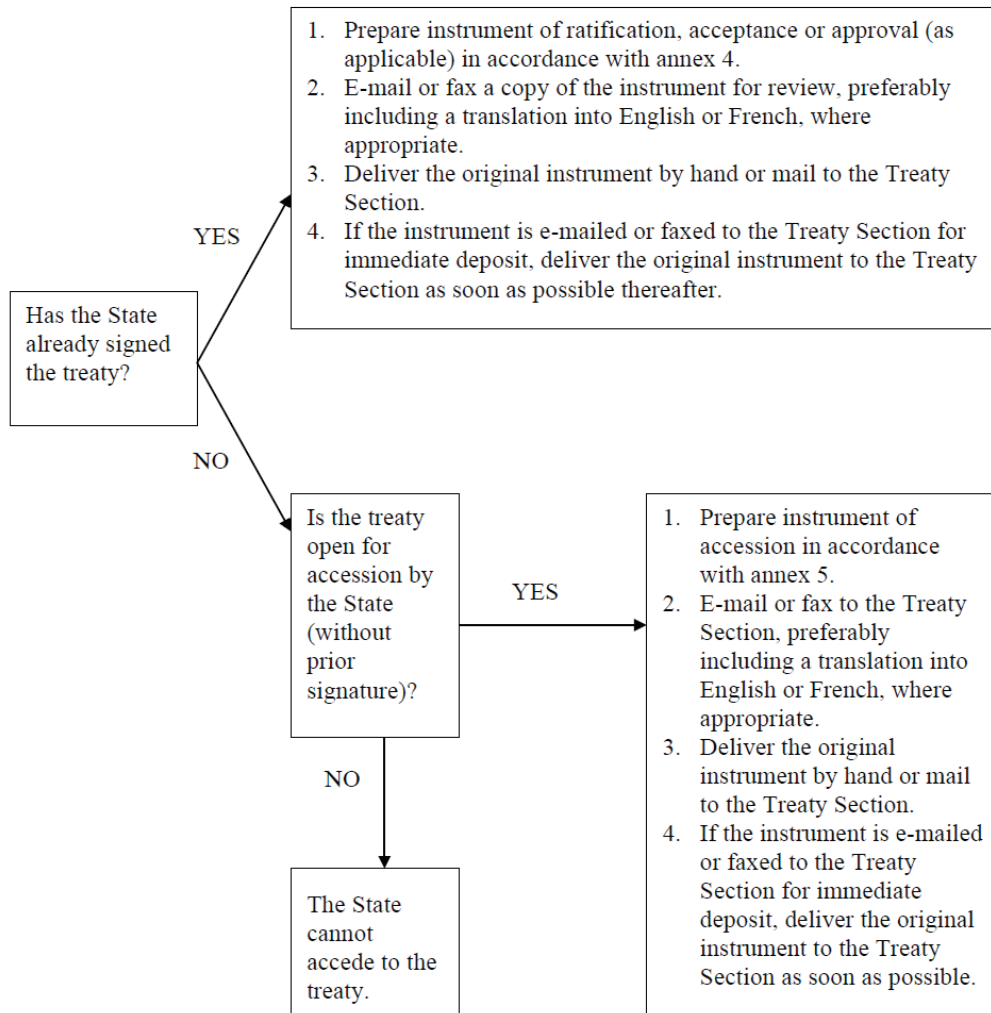 1. Prepare instrument of ratification, acceptance or approval (as
applicable) in accordance with annex 4.
2. E-mail or fax a copy of the instrument for review, preferably
including a translation into English or French, where
appropriate.
3. Deliver the original instrument by hand or mail to the Treaty
Section.
4. If the instrument is e-mailed or faxed to the Treaty Section for
immediate deposit, deliver the original instrument to the Treaty
Section as soon as possible thereafter.
YES
Has the State
already signed
the treaty?
NO
Is the treaty
open for
accession by
the State
(without
prior
signature)?
YES
1. Prepare instrument of
accession in accordance
with annex 5.
2. E-mail or fax to the Treaty
Section, preferably
including a translation into
English or French, where
appropriate.
3. Deliver the original
instrument by hand or mail
to the Treaty Section.
4. If the instrument is e-mailed
or faxed to the Treaty
Section for immediate
deposit, deliver the original
instrument to the Treaty
Section as soon as possible.
NO
The State
cannot
accede to the
treaty.